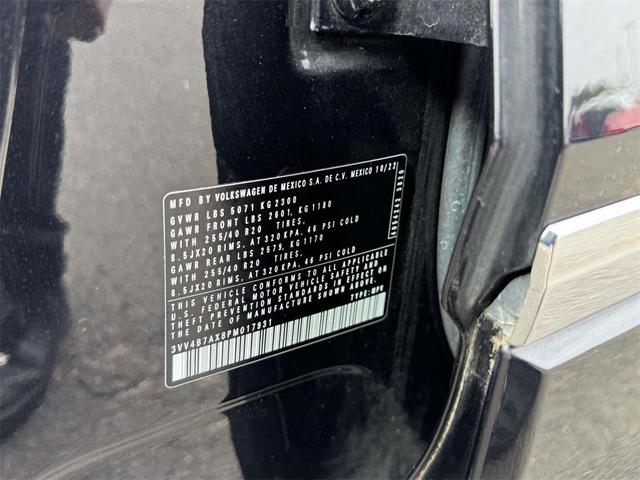 MFD BY VOLKSWAGEN DE MEXICO S.A. DE C.V. MEXICO 10/22
GVWR LBS 5071 KG 2300
GAWR FRONT LBS 2601, KG 1180
WITH 255/40 R20 TIRES,
8.5JX20 RIMS, AT 320 KPA, 46 PSI COLD
GAWR REAR LBS 2579, KG 1170
WITH 255/40 R20 TIRES,
8.5JX20 RIMS, AT 320 KPA, 46 PSI COLD
THIS VEHICLE CONFORMS TO ALL APPLICABLE
U.S. FEDERAL MOTOR VEHICLE SAFETY AND
THEFT PREVENTION STANDARDS IN EFFECT ON
THE DATE OF MANUFACTURE SHOWN ABOVE.
3VV4B7AX8PM017931 TYPE:MPV